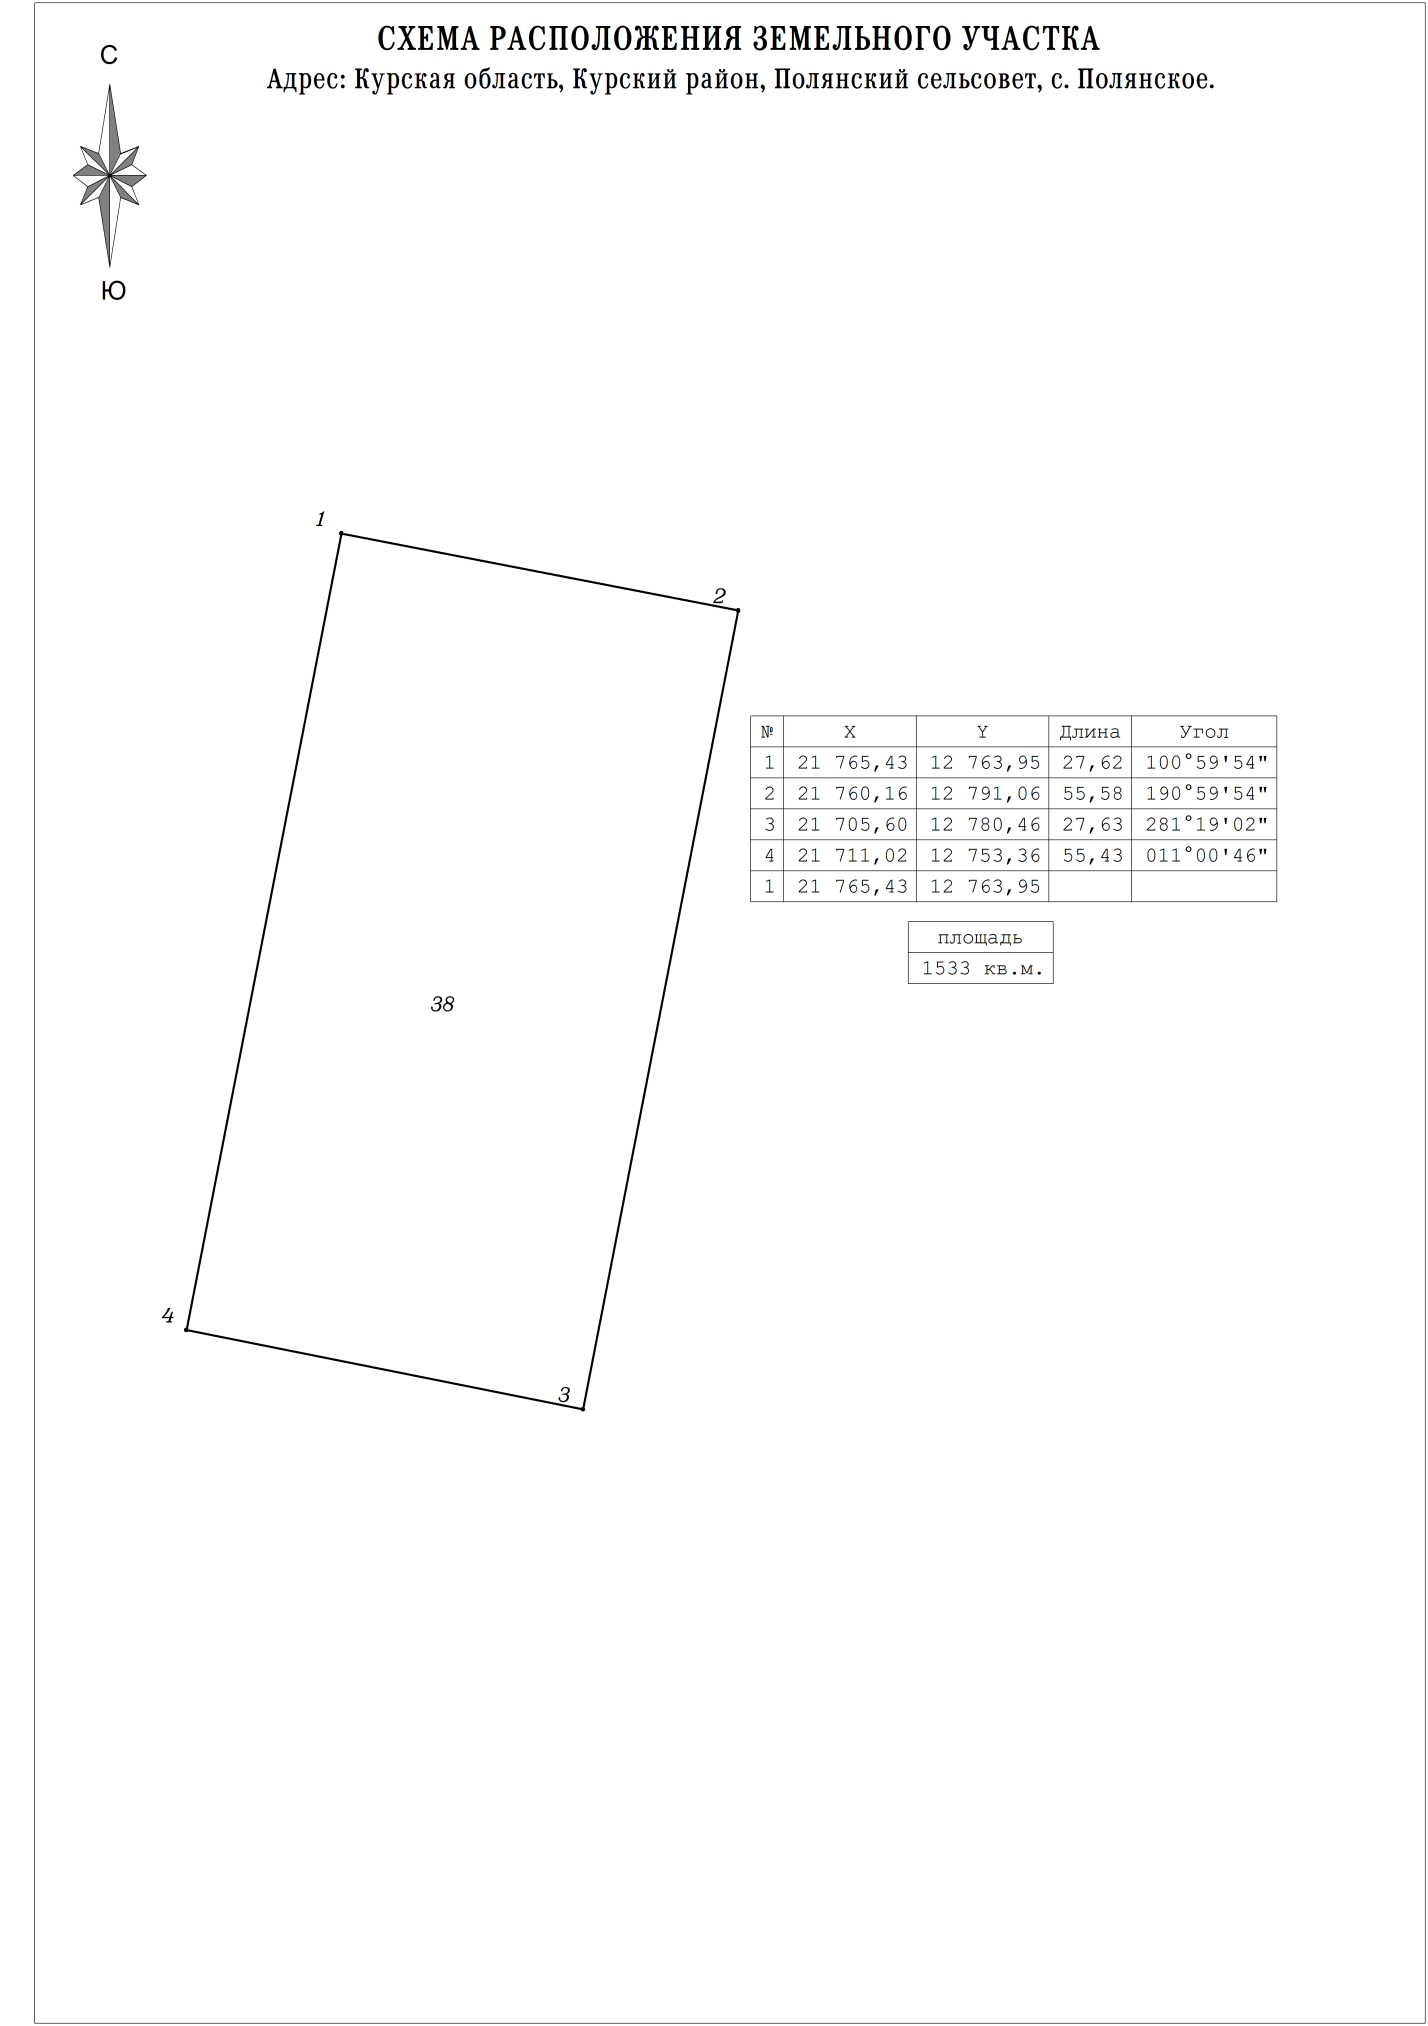 СХЕМА РАСПОЛОЖЕНИЯ ЗЕМЕЛЬНОГО УЧАСТКА
Адрес: Курская область, Курский район, Полянский сельсовет, с. Полянское.
С
Ю
1
2
№ X Y Длина Угол
1 21 765,43 12 763,95 27,62 100°59'54"
2 21 760,16 12 791,06 55,58 190°59'54"
3 21 705,60 12 780,46 27,63 281°19'02"
4 21 711,02 12 753,36 55,43 011°00'46"
1 21 765,43 12 763,95
площадь
1533 кв.м.
38
4
3